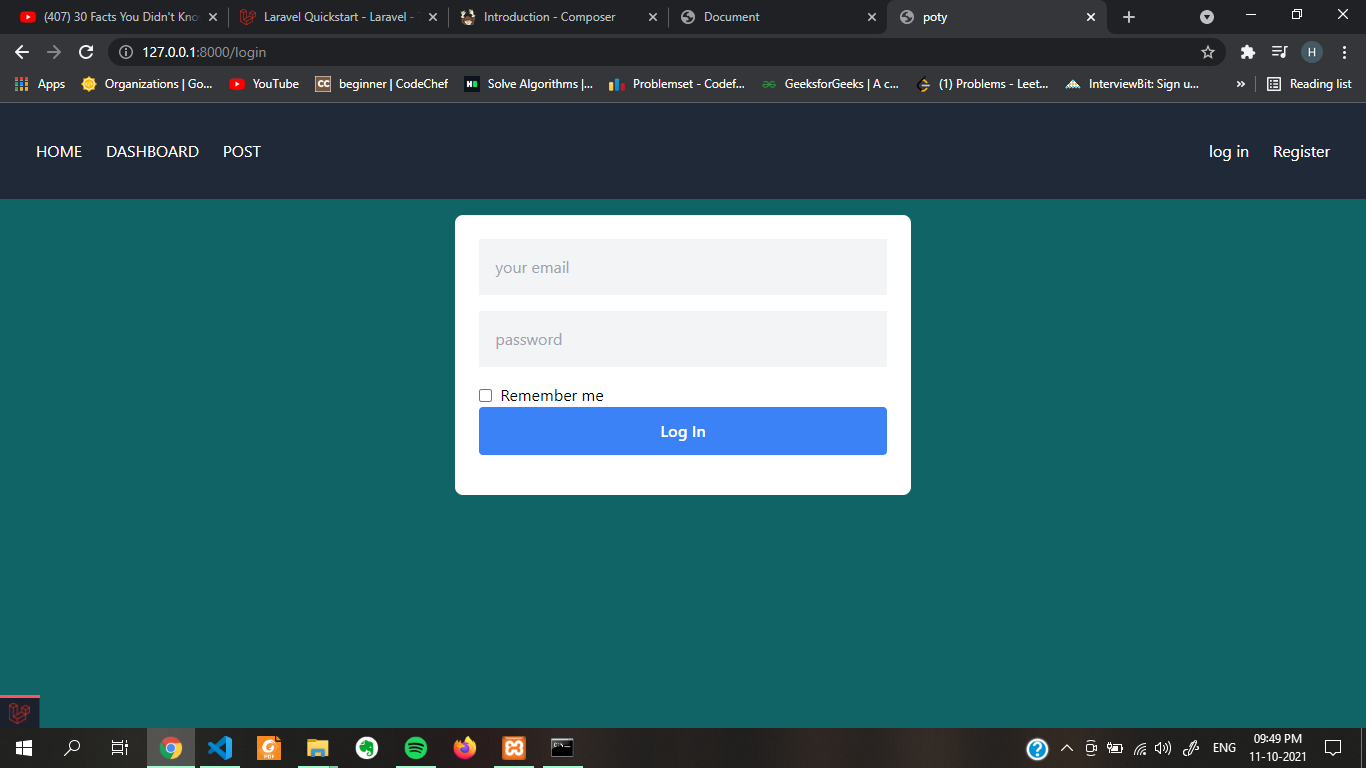 (407) 30 Facts You Didn't Kno
Laravel Quickstart - Laravel -
Introduction - Composer
Document
poty
127.0.0.1:8000/login
H
Apps
Organizations | Go...
YouTube
CC
beginner | CodeChef
Solve Algorithms |...
Problemset - Codef...
GeeksforGeeks | A c...
(1) Problems - Leet...
InterviewBit: Sign u...
»
Reading list
HOME DASHBOARD POST
log in Register
your email
password
Remember me
Log In
PDF
ENG
09:49 PM
11-10-2021